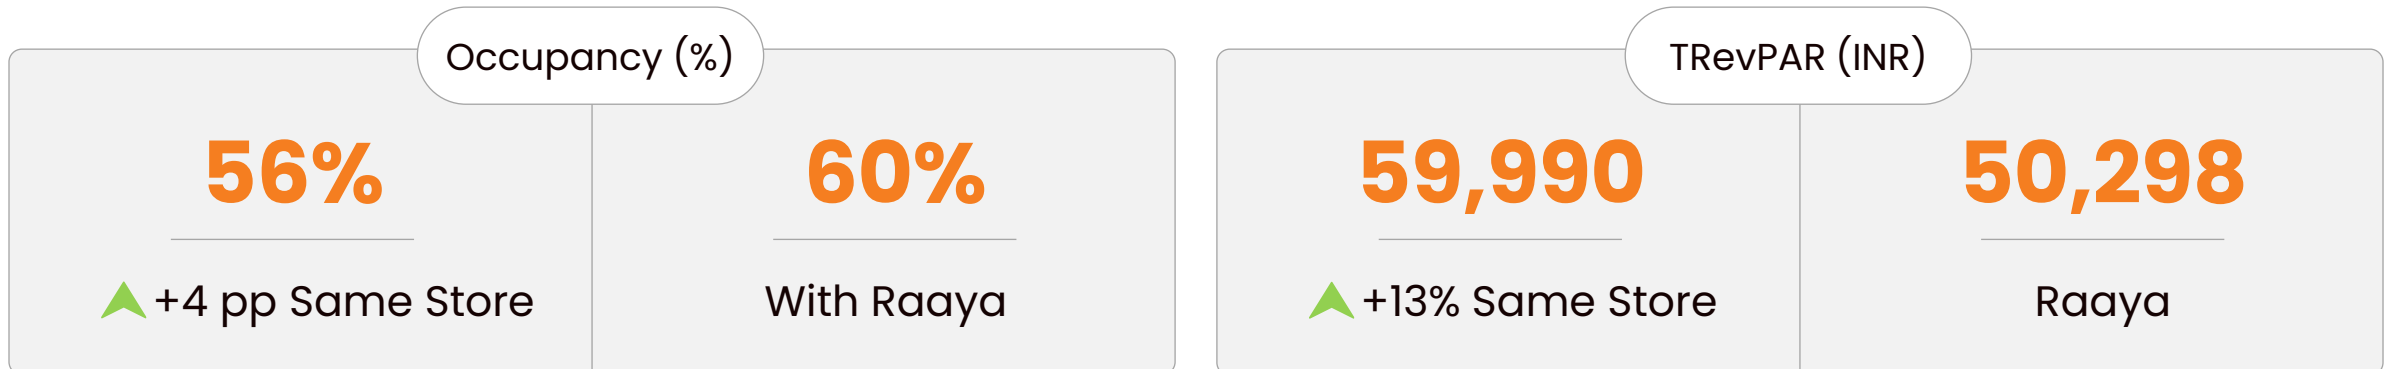 Occupancy (%)
56%
+4 pp Same Store
60%
With Raaya
TRevPAR (INR)
59,990
+13% Same Store
50,298
Raaya